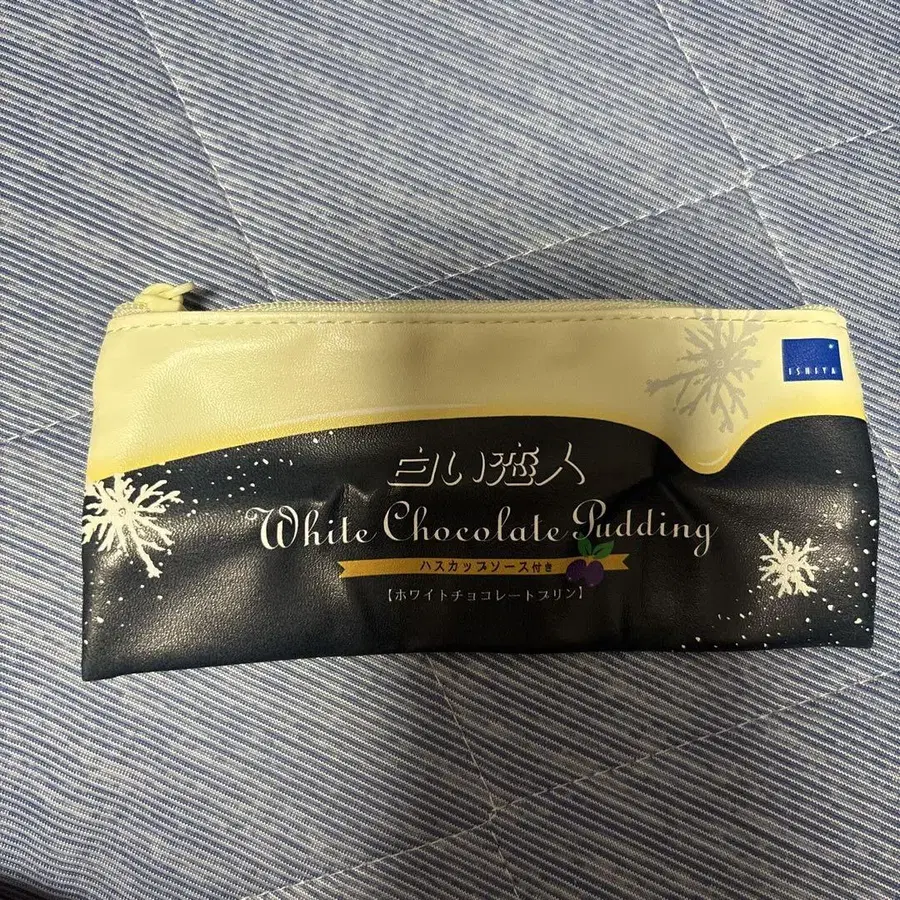 ISHIYA
白い恋人
White Chocolate Pudding
ハスカップソース付き
【ホワイトチョコレートプリン】